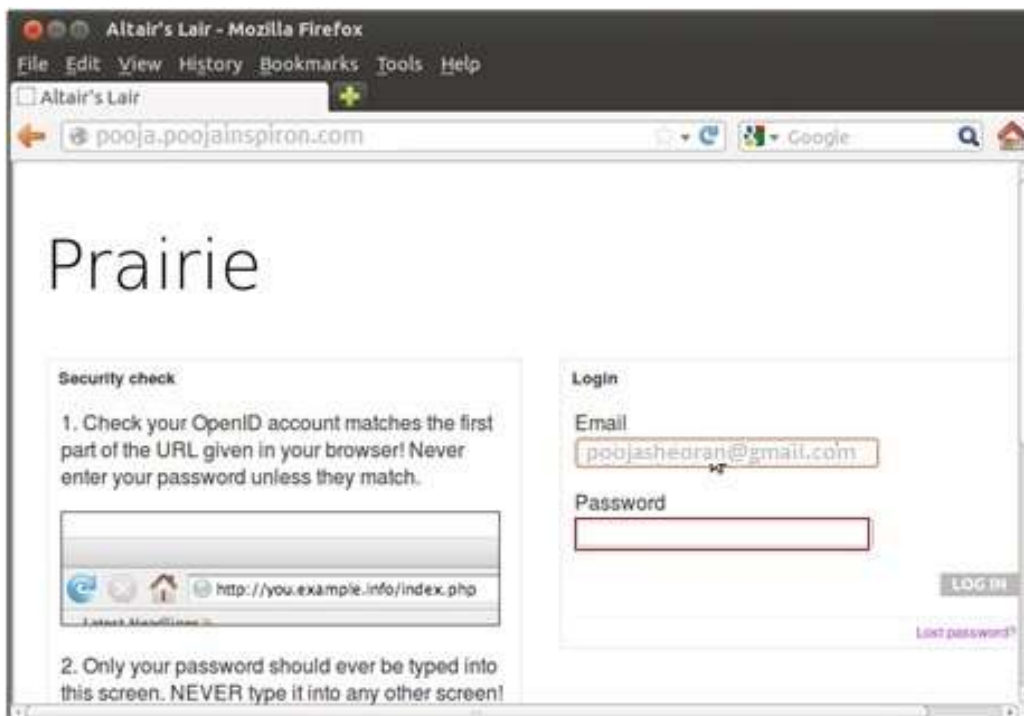 Altair's Lair - Mozilla Firefox
File Edit View History Bookmarks Tools Help
Altair's Lair
pooja.poojainspiron.com
Google
Prairie
Security check
1. Check your OpenID account matches the first
part of the URL given in your browser! Never
enter your password unless they match.
http://you.example.info/index.php
Latest Headlines
2. Only your password should ever be typed into
this screen. NEVER type it into any other screen!
Login
Email
poojasheoran@gmail.com
Password
LOG IN
Lost password?